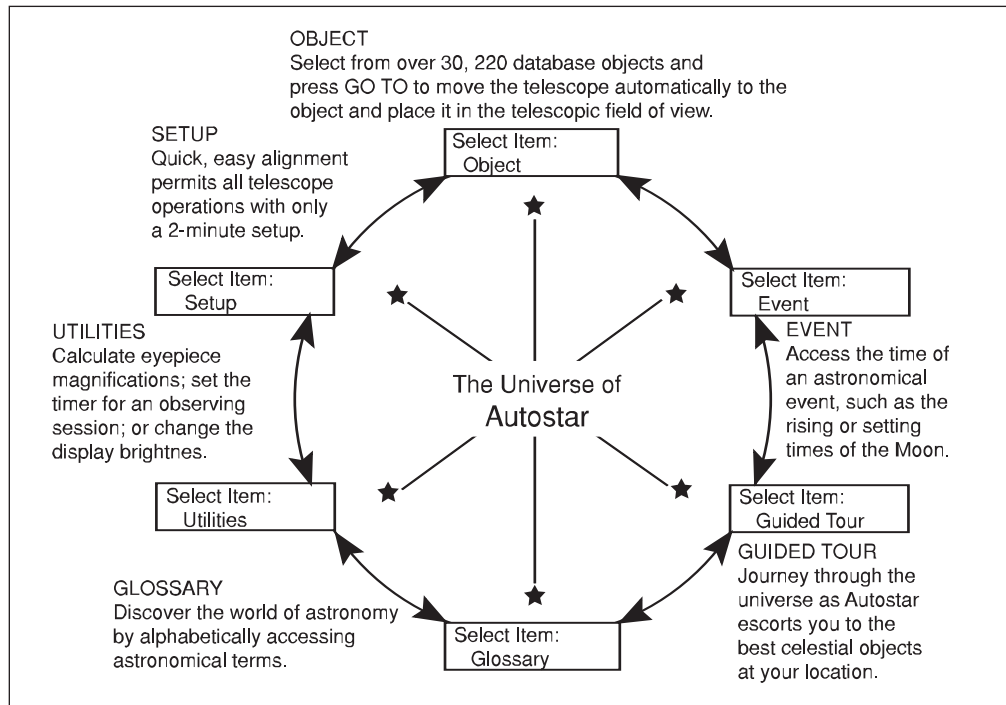 OBJECT
Select from over 30, 220 database objects and
press GO TO to move the telescope automatically to the
object and place it in the telescopic field of view.
Select Item:
Object
SETUP
Quick, easy alignment
permits all telescope
operations with only
a 2-minute setup.
Select Item:
Setup
Select Item:
Event
EVENT
Access the time of
an astronomical
event, such as the
rising or setting
times of the Moon.
UTILITIES
Calculate eyepiece
magnifications; set the
timer for an observing
session; or change the
display brightnes.
The Universe of
Autostar
Select Item:
Utilities
Select Item:
Guided Tour
GUIDED TOUR
Journey through the
universe as Autostar
escorts you to the
best celestial objects
at your location.
GLOSSARY
Discover the world of astronomy
by alphabetically accessing
astronomical terms.
Select Item:
Glossary